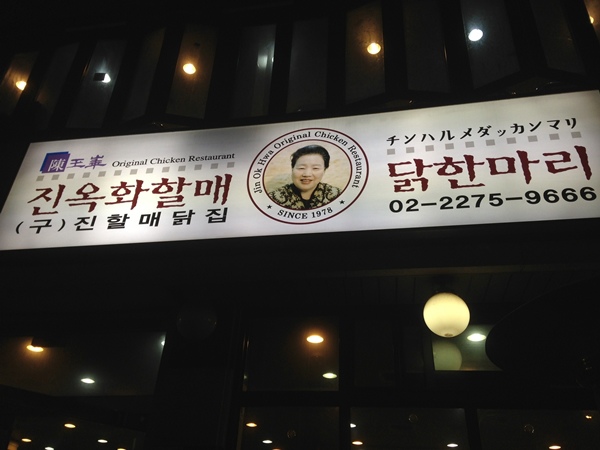 陳玉華 Original Chicken Restaurant
진옥화할매
(구)진할매닭집
Jin Ok Hwa Original Chicken Restaurant
★ SINCE 1978 ★
チンハルメダッカンマリ
닭한마리
02-2275-9666